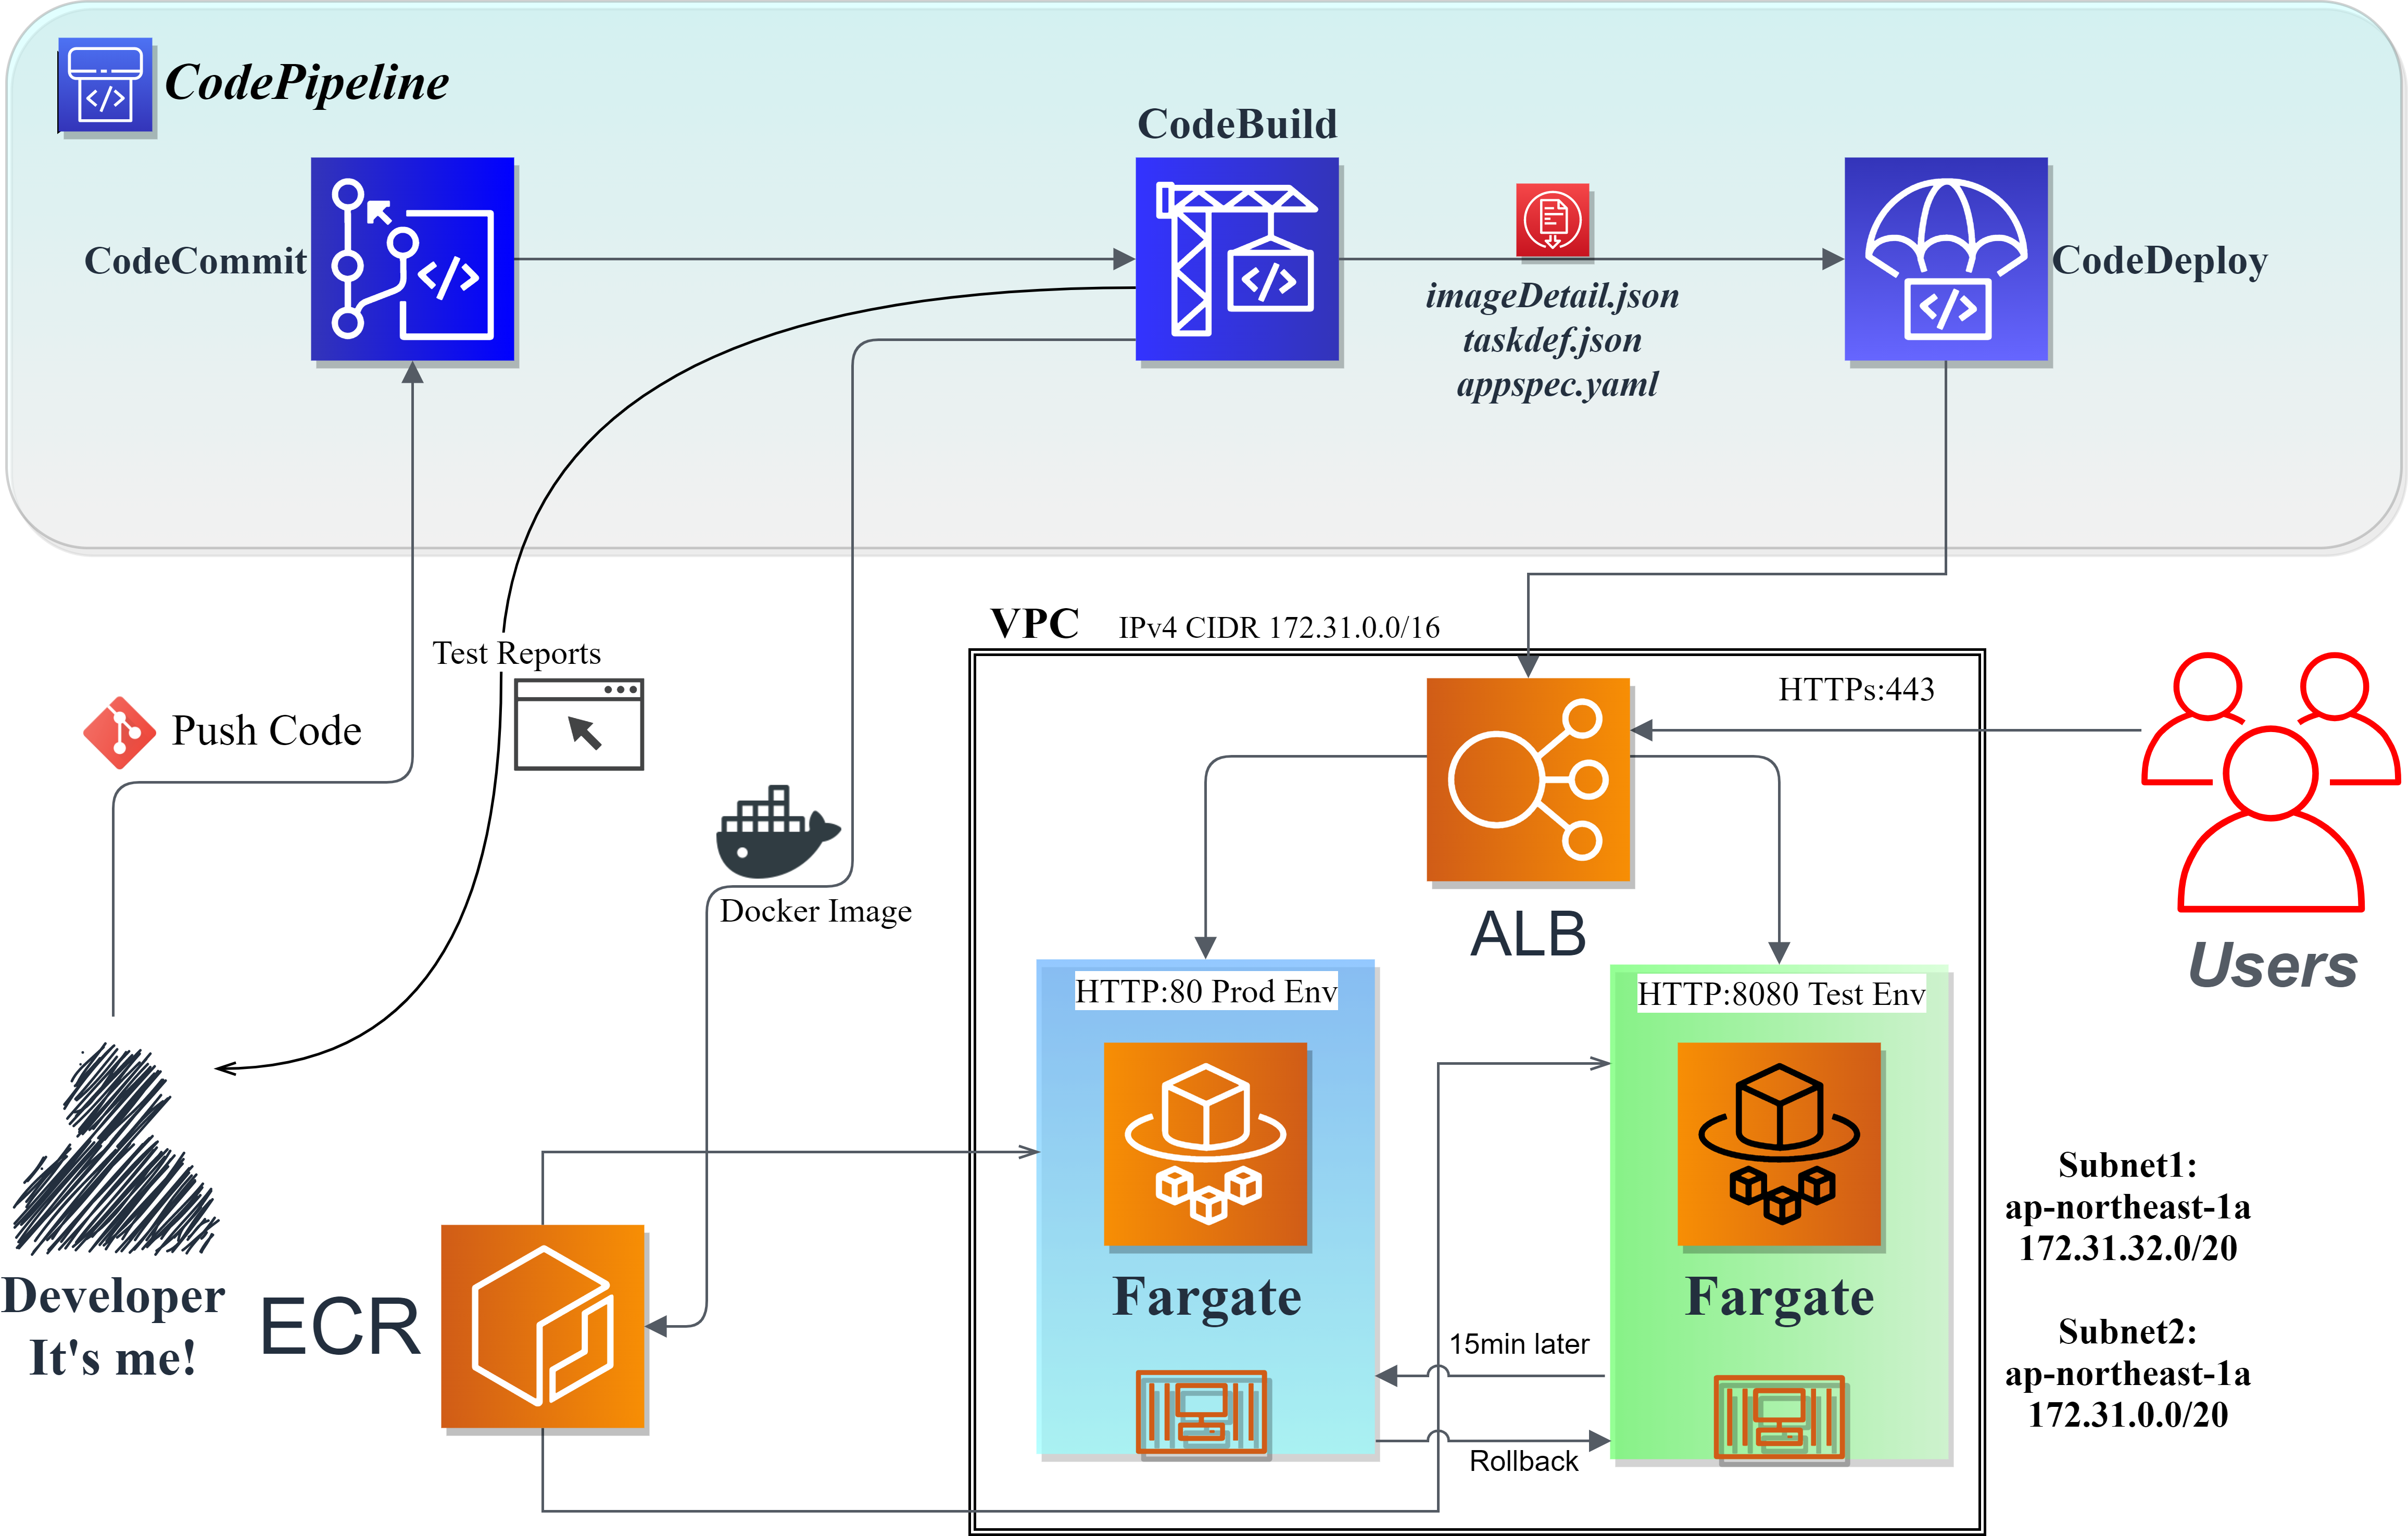 CodePipeline
CodeBuild
CodeCommit
CodeDeploy
imageDetail.json
taskdef.json
appspec.yaml
VPC IPv4 CIDR 172.31.0.0/16
Test Reports
HTTPs:443
Push Code
Docker Image
ALB
Users
HTTP:80 Prod Env
HTTP:8080 Test Env
Subnet1:
ap-northeast-1a
172.31.32.0/20
Developer
It's me!
ECR
Fargate
Fargate
15min later
Rollback
Subnet2:
ap-northeast-1a
172.31.0.0/20